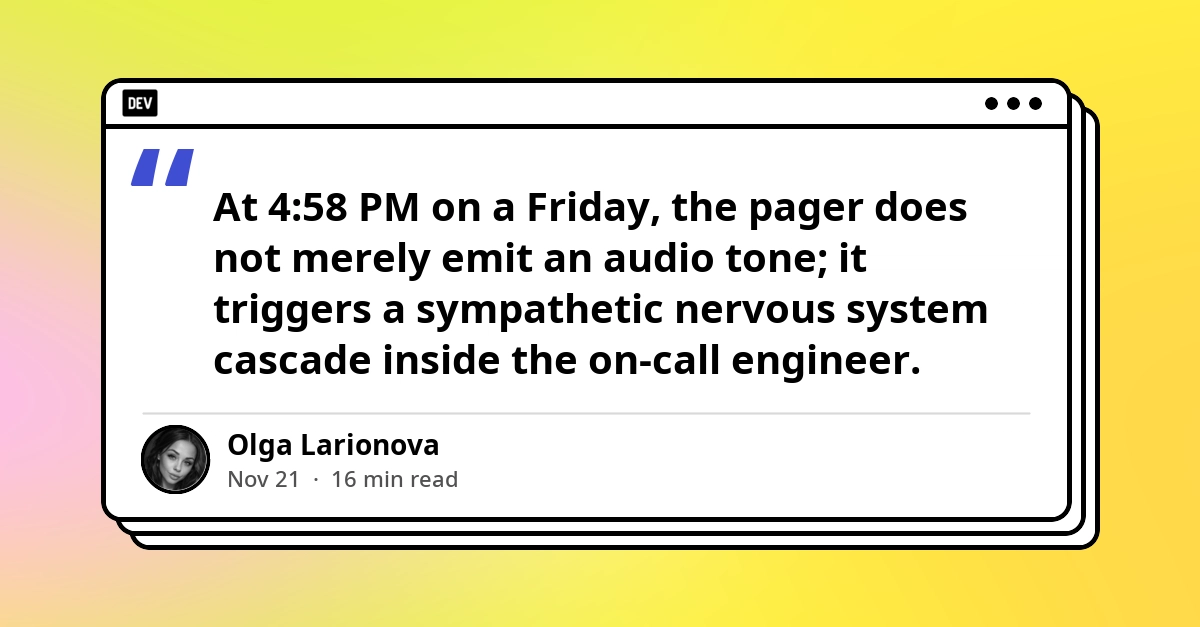 DEV
“
At 4:58 PM on a Friday, the pager does
not merely emit an audio tone; it
triggers a sympathetic nervous system
cascade inside the on-call engineer.
Olga Larionova
Nov 21 · 16 min read